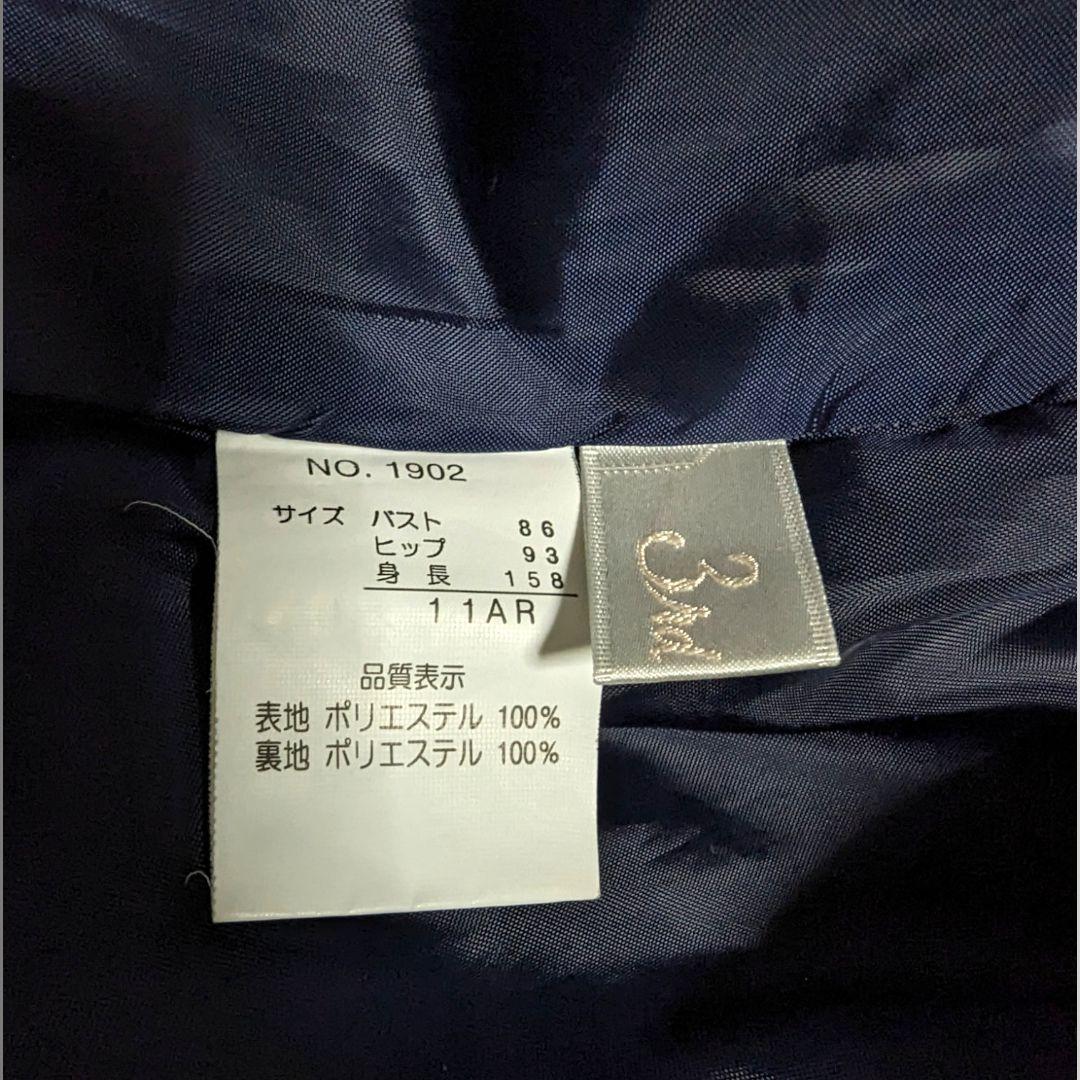 NO. 1902
サイズ バスト 86
ヒップ 93
身長 158
11AR
品質表示
表地 ポリエステル 100%
裏地 ポリエステル 100%
3rd